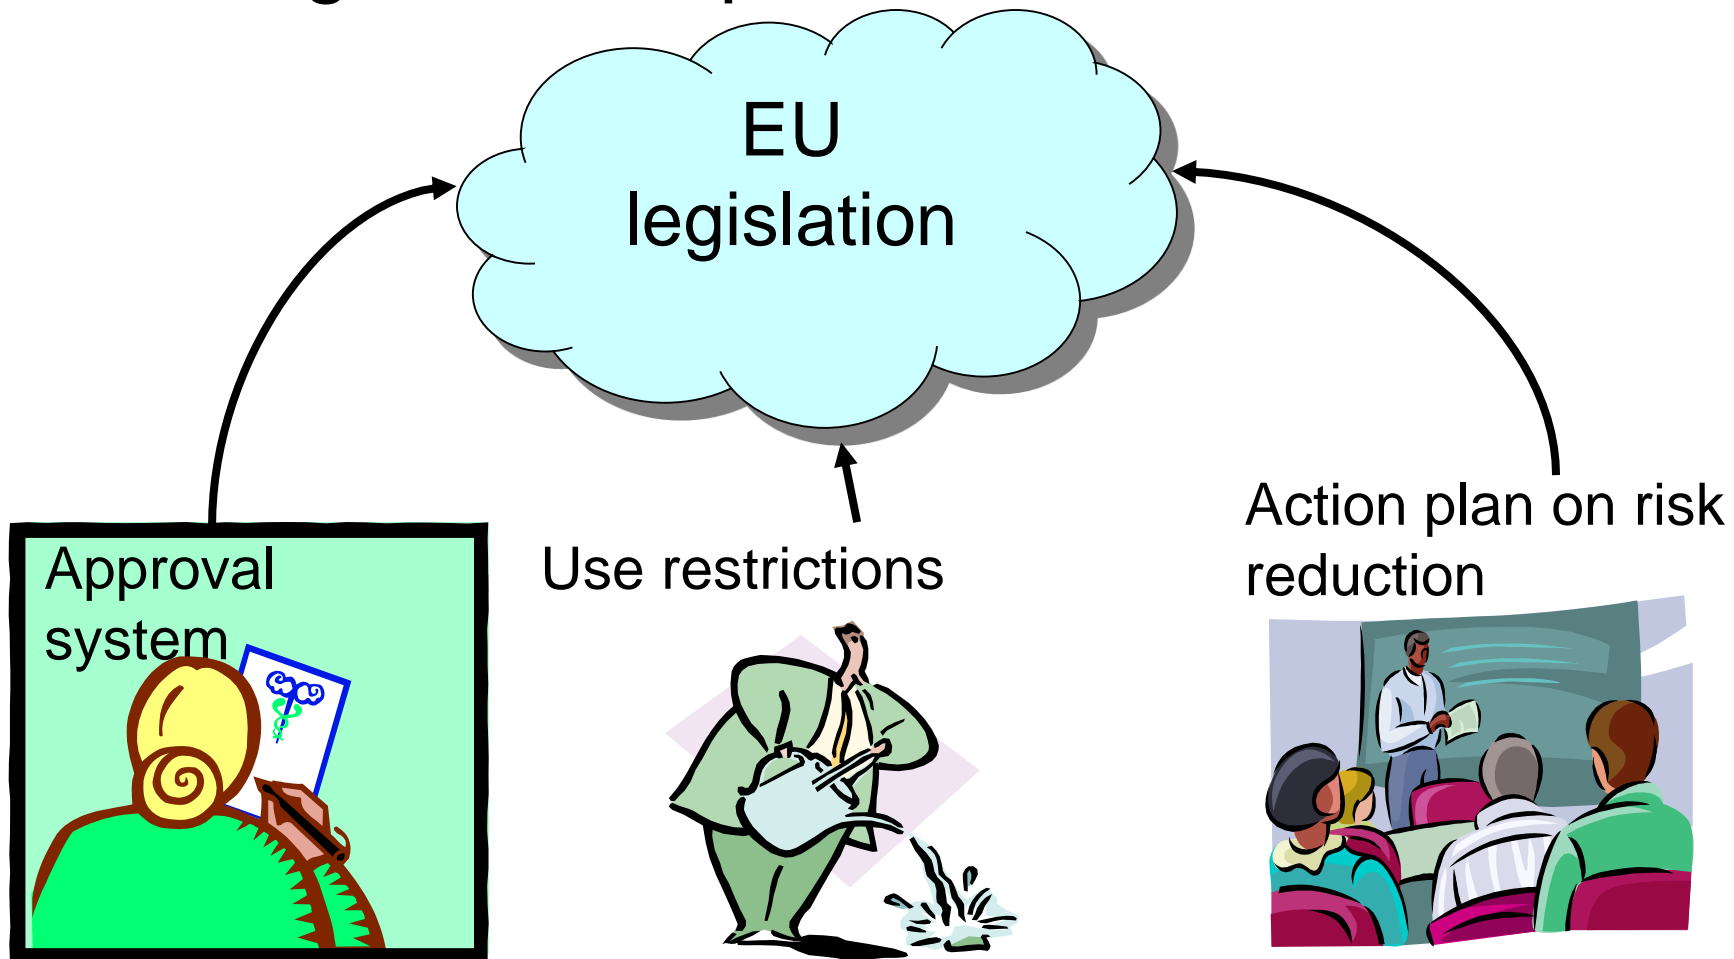 EU
legislation
Approval
system
Use restrictions
Action plan on risk
reduction